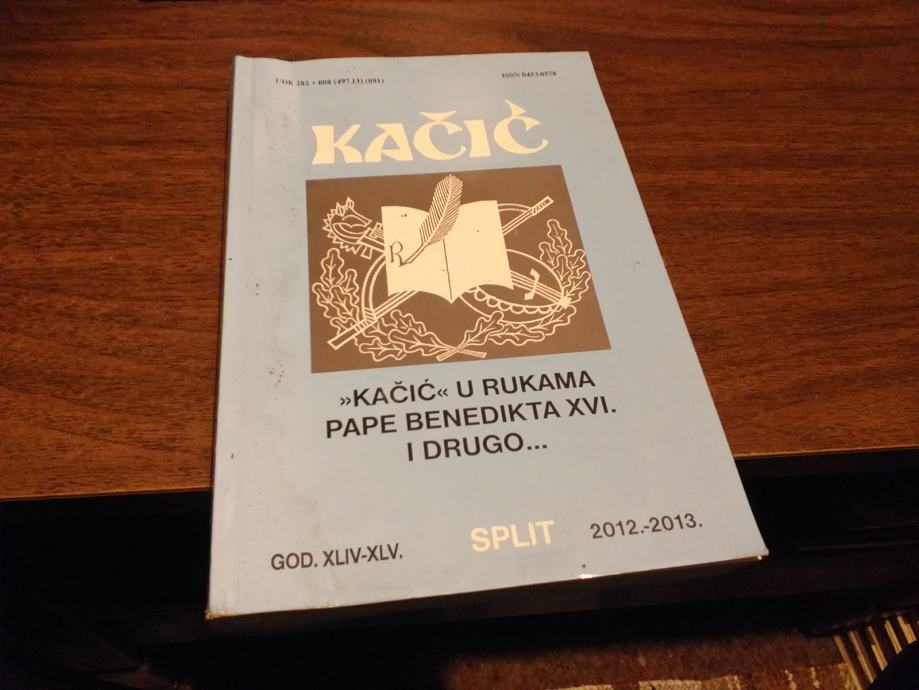 UDK 282 + 008 (497.13) (091)
ISSN 0453-0578
KAČIĆ
R
»KAČIĆ« U RUKAMA
PAPE BENEDIKTA XVI.
I DRUGO...
GOD. XLIV-XLV.
SPLIT
2012.-2013.